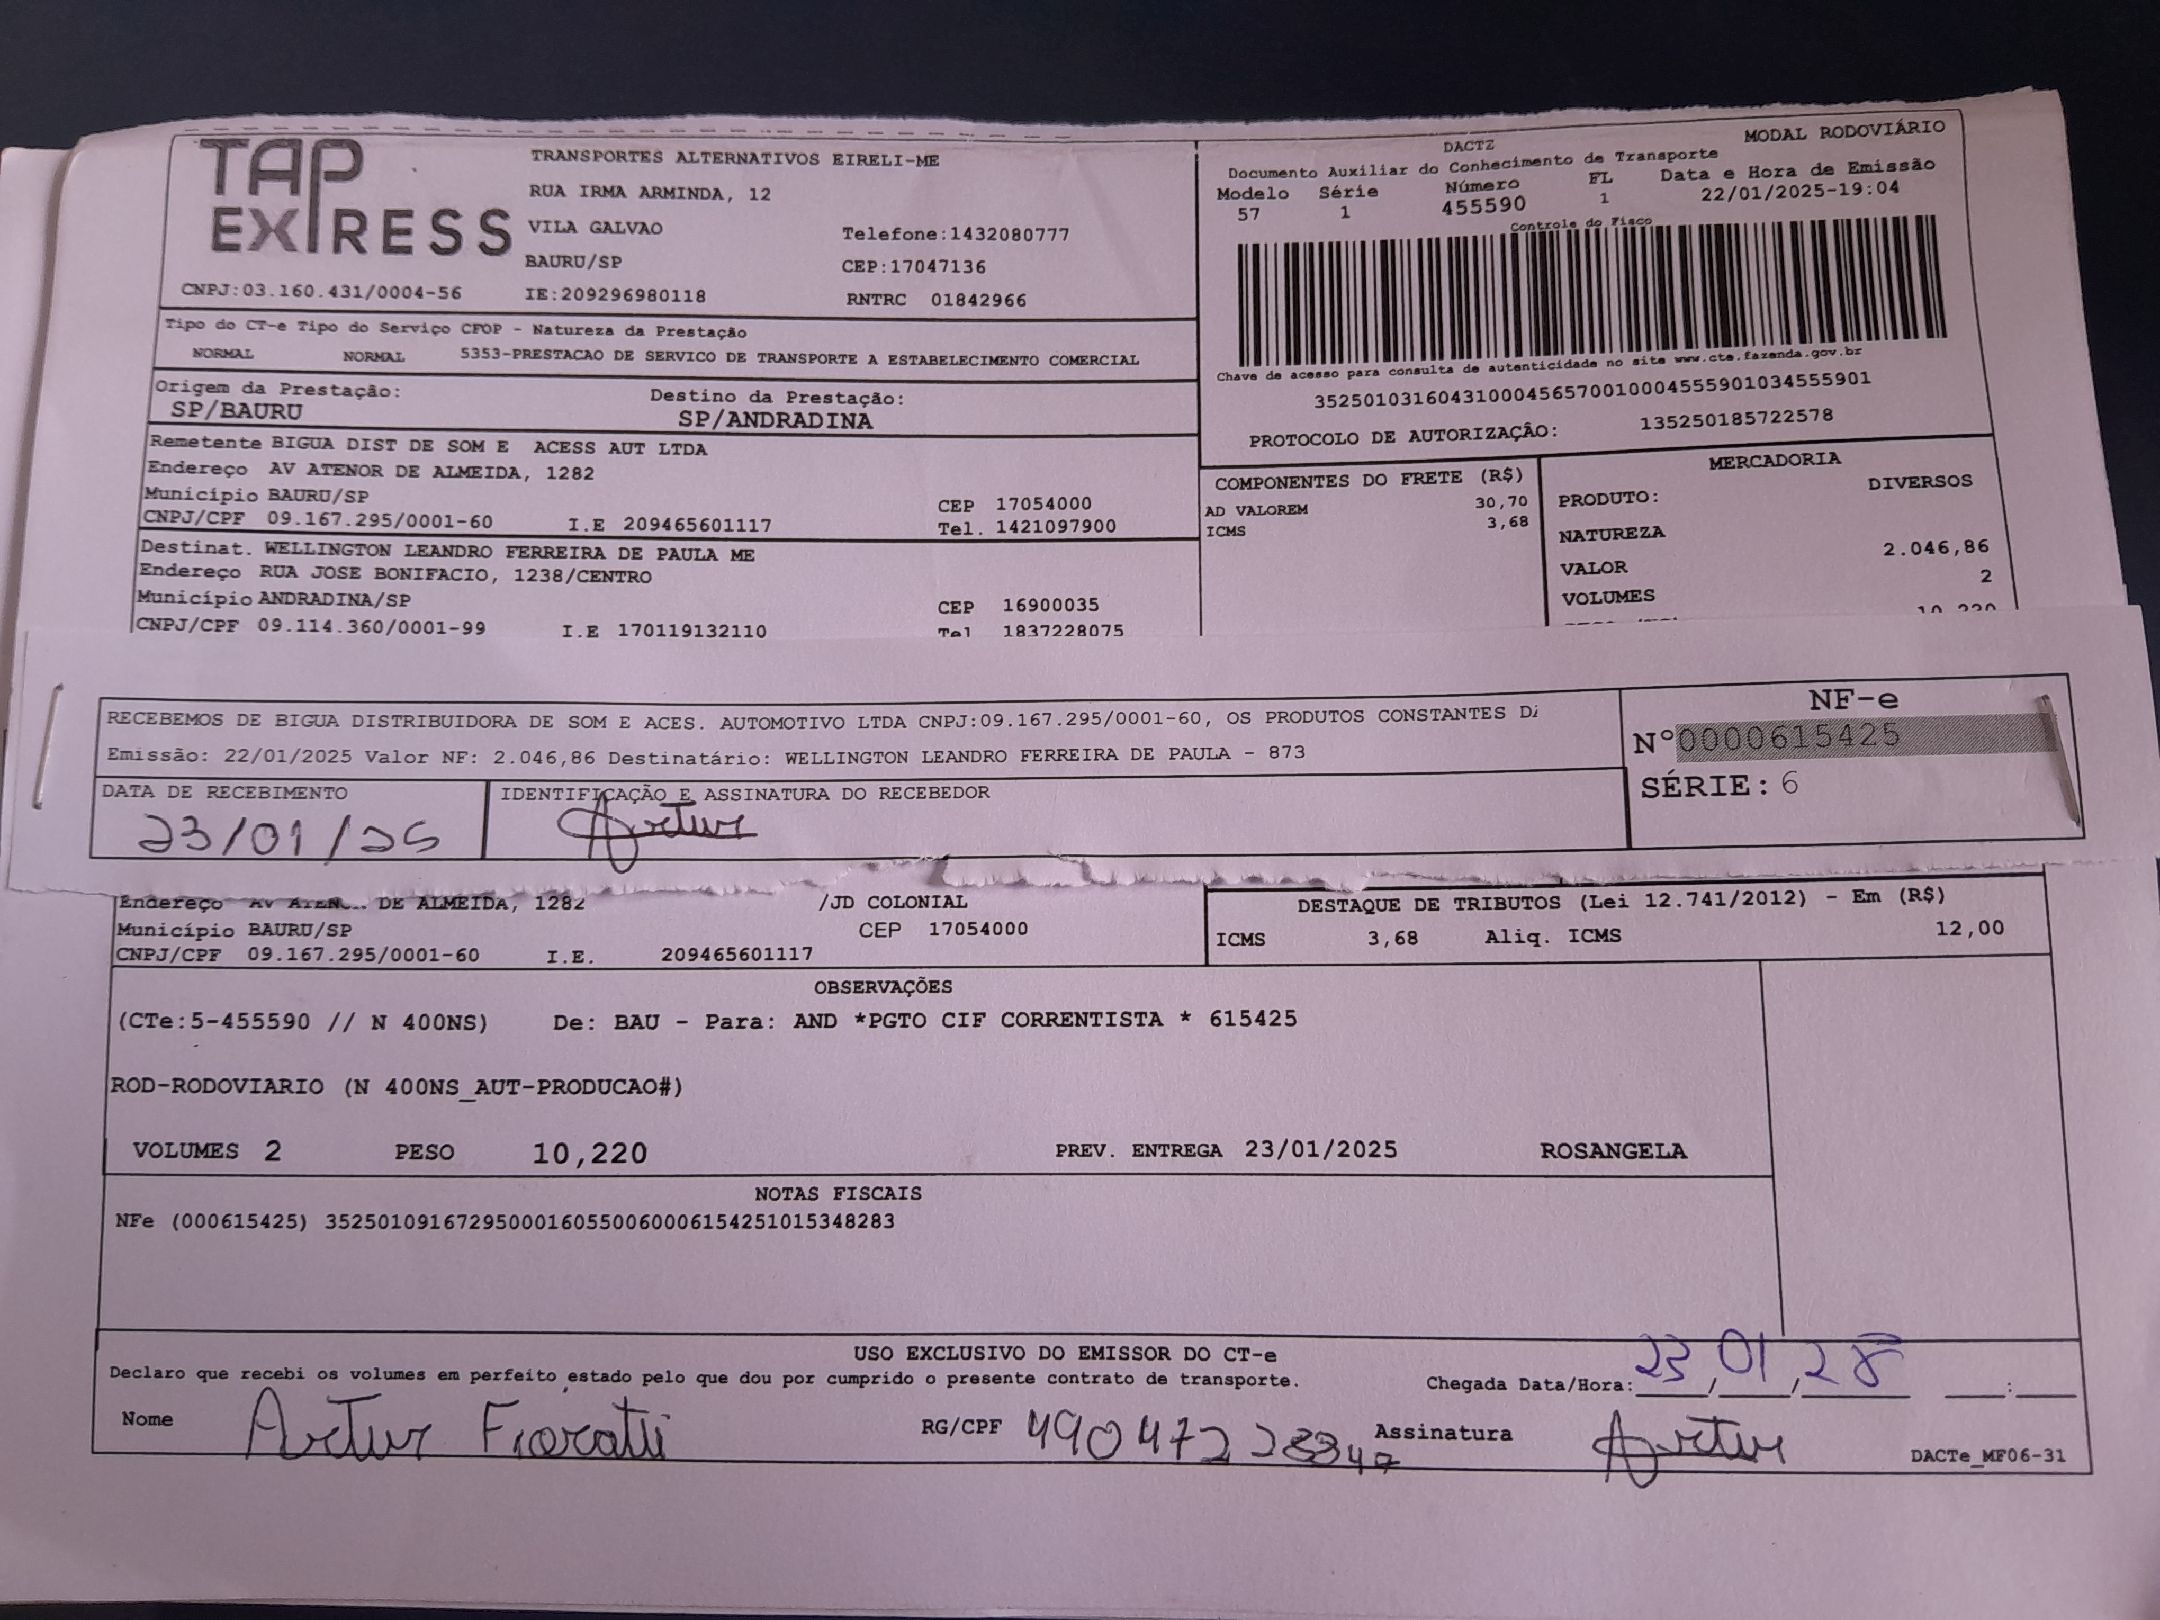 TAP EXPRESS
TRANSPORTES ALTERNATIVOS EIRELI-ME
RUA IRMA ARMINDA, 12
VILA GALVAO Telefone:1432080777
BAURU/SP CEP:17047136
CNPJ:03.160.431/0004-56 IE:209296980118 RNTRC 01842966
DACTE MODAL RODOVIÁRIO
Documento Auxiliar do Conhecimento de Transporte
Modelo Série Número FL Data e Hora de Emissão
57 1 455590 1 22/01/2025-19:04
Controle do Fisco
Chave de acesso para consulta de autenticidade no site www.cte.fazenda.gov.br
35250103160431000456570010004555901034555901
PROTOCOLO DE AUTORIZAÇÃO: 135250185722578
Tipo do CT-e Tipo do Serviço CFOP - Natureza da Prestação
NORMAL NORMAL 5353-PRESTACAO DE SERVICO DE TRANSPORTE A ESTABELECIMENTO COMERCIAL
Origem da Prestação: Destino da Prestação:
SP/BAURU SP/ANDRADINA
Remetente BIGUA DIST DE SOM E ACESS AUT LTDA
Endereço AV ATENOR DE ALMEIDA, 1282
Município BAURU/SP CEP 17054000
CNPJ/CPF 09.167.295/0001-60 I.E 209465601117 Tel. 1421097900
Destinat. WELLINGTON LEANDRO FERREIRA DE PAULA ME
Endereço RUA JOSE BONIFACIO, 1238/CENTRO
Município ANDRADINA/SP CEP 16900035
CNPJ/CPF 09.114.360/0001-99 I.E 170119132110 Tel 1837228075
COMPONENTES DO FRETE (R$)
AD VALOREM 30,70
ICMS 3,68
MERCADORIA
PRODUTO: DIVERSOS
NATUREZA
VALOR 2.046,86
VOLUMES 2
10,220
RECEBEMOS DE BIGUA DISTRIBUIDORA DE SOM E ACES. AUTOMOTIVO LTDA CNPJ:09.167.295/0001-60, OS PRODUTOS CONSTANTES DA
Emissão: 22/01/2025 Valor NF: 2.046,86 Destinatário: WELLINGTON LEANDRO FERREIRA DE PAULA - 873
DATA DE RECEBIMENTO IDENTIFICAÇÃO E ASSINATURA DO RECEBEDOR
23/01/25 Artur
NF-e
Nº0000615425
SÉRIE: 6
Endereço AV ATENOR DE ALMEIDA, 1282 /JD COLONIAL
Município BAURU/SP CEP 17054000
CNPJ/CPF 09.167.295/0001-60 I.E. 209465601117
DESTAQUE DE TRIBUTOS (Lei 12.741/2012) - Em (R$)
ICMS 3,68 Aliq. ICMS 12,00
OBSERVAÇÕES
(CTe:5-455590 // N 400NS) De: BAU - Para: AND *PGTO CIF CORRENTISTA * 615425
ROD-RODOVIARIO (N 400NS_AUT-PRODUCAO#)
VOLUMES 2 PESO 10,220 PREV. ENTREGA 23/01/2025 ROSANGELA
NOTAS FISCAIS
NFe (000615425) 35250109167295000160550060006154251015348283
USO EXCLUSIVO DO EMISSOR DO CT-e
Declaro que recebi os volumes em perfeito estado pelo que dou por cumprido o presente contrato de transporte. Chegada Data/Hora: 23/01/25 :
Nome Artur Fioratti RG/CPF Assinatura Artur
DACTe_MF06-31